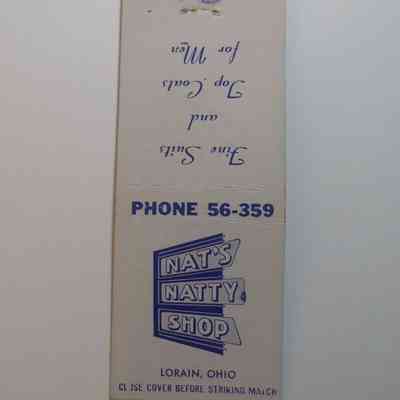 Fine Suits
and
Top Coats
for Men
PHONE 56-359
NAT'S
NATTY
SHOP
LORAIN, OHIO
CLOSE COVER BEFORE STRIKING MATCH